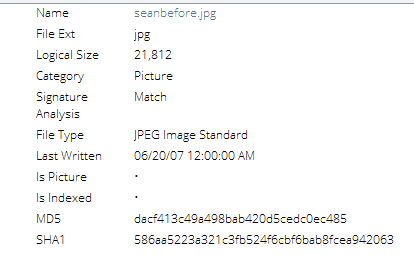 Name seanbefore.jpg
File Ext jpg
Logical Size 21,812
Category Picture
Signature Match
Analysis
File Type JPEG Image Standard
Last Written 06/20/07 12:00:00 AM
Is Picture •
Is Indexed •
MD5 dacf413c49a498bab420d5cedc0ec485
SHA1 586aa5223a321c3fb524f6cbf6bab8fcea942063